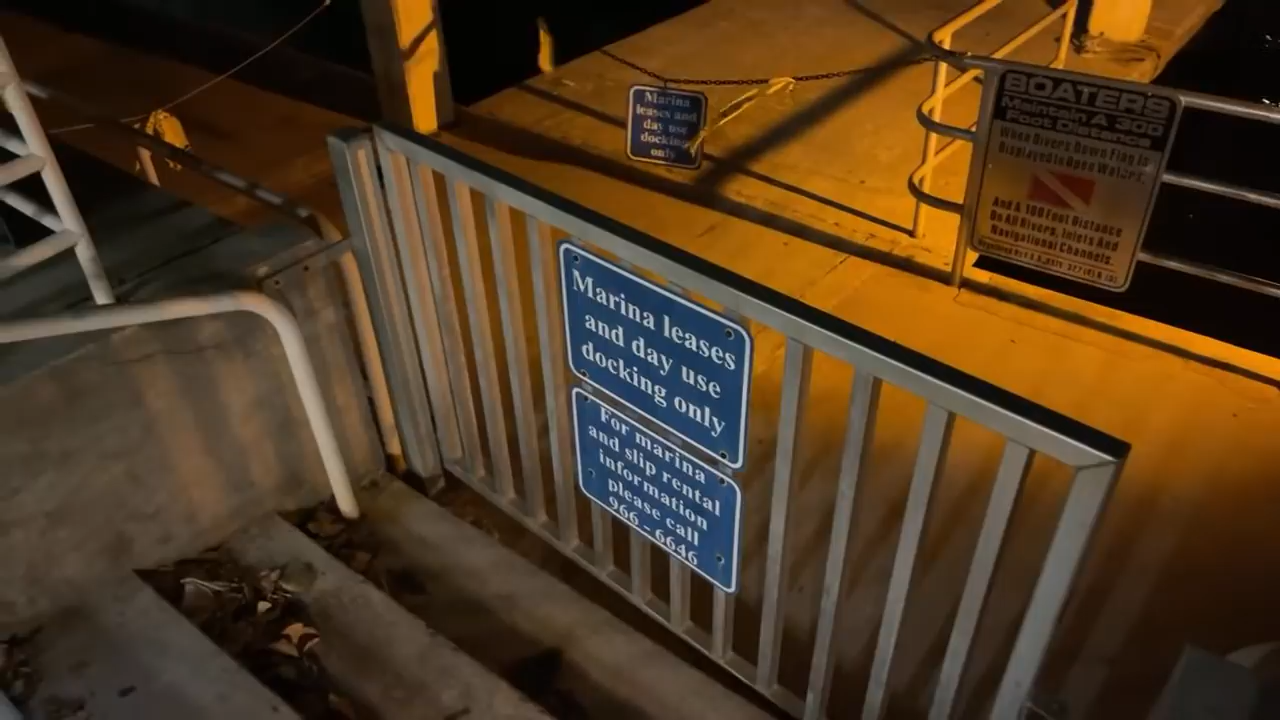 Marina
leases and
day use
docking
only
BOATERS
Maintain A 300
Foot Distance
When Divers Down Flag is
Displayed in Open Waters.
And A 100 Foot Distance
On All Rivers, Inlets And
Navigational Channels.
Marina leases
and day use
docking only
For marina
and slip rental
information
please call
966 - 6646